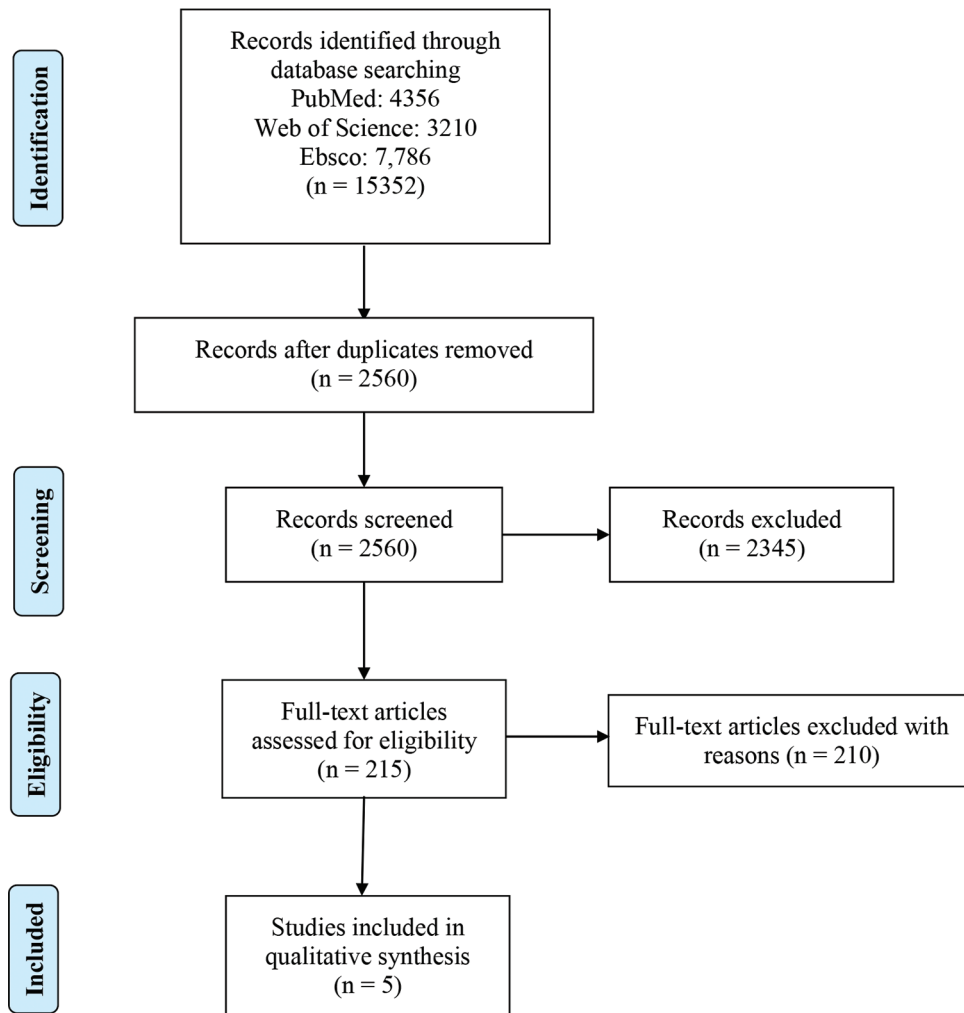 Identification
Records identified through
database searching
PubMed: 4356
Web of Science: 3210
Ebsco: 7,786
(n = 15352)
Records after duplicates removed
(n = 2560)
Screening
Records screened
(n = 2560)
Records excluded
(n = 2345)
Eligibility
Full-text articles
assessed for eligibility
(n = 215)
Full-text articles excluded with
reasons (n = 210)
Included
Studies included in
qualitative synthesis
(n = 5)